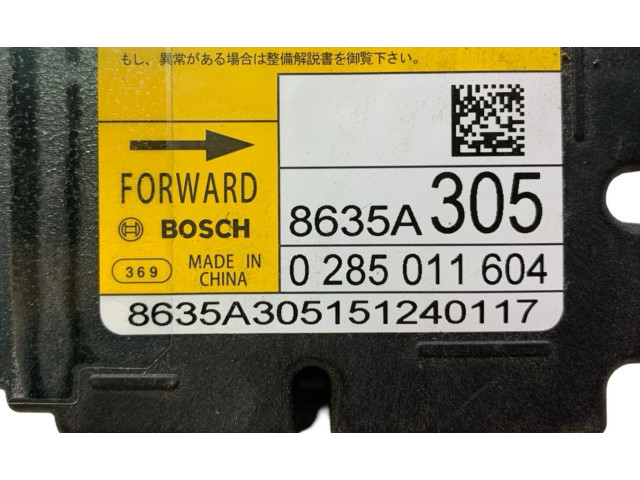 もし、異常がある場合は整備解説書を御覧下さい。
FORWARD
BOSCH
8635A 305
369
MADE IN
CHINA
0 285 011 604
8635A305151240117